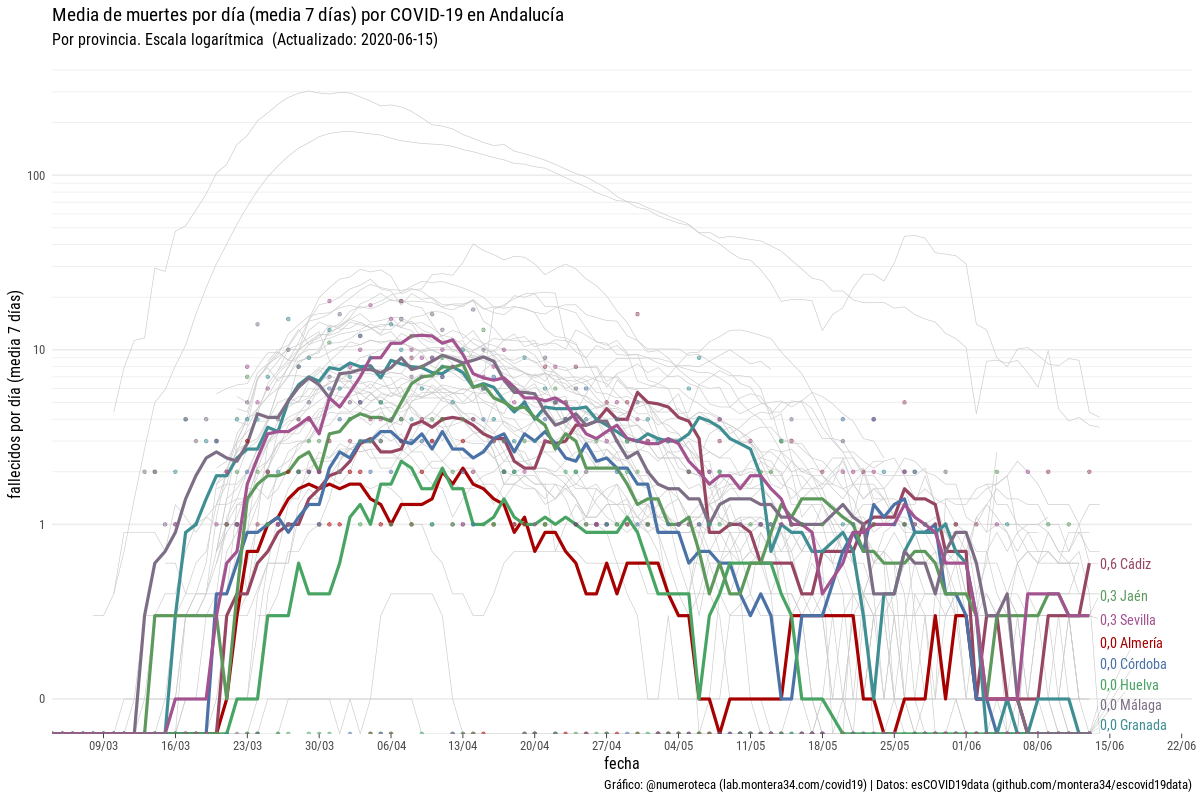 Media de muertes por día (media 7 días) por COVID-19 en Andalucía
Por provincia. Escala logarítmica (Actualizado: 2020-06-15)
fallecidos por día (media 7 días)
100
10
1
0
0,6 Cádiz
0,3 Jaén
0,3 Sevilla
0,0 Almería
0,0 Córdoba
0,0 Huelva
0,0 Málaga
0,0 Granada
09/03 16/03 23/03 30/03 06/04 13/04 20/04 27/04 04/05 11/05 18/05 25/05 01/06 08/06 15/06 22/06
fecha
Gráfico: @numeroteca (lab.montera34.com/covid19) | Datos: esCOVID19data (github.com/montera34/escovid19data)